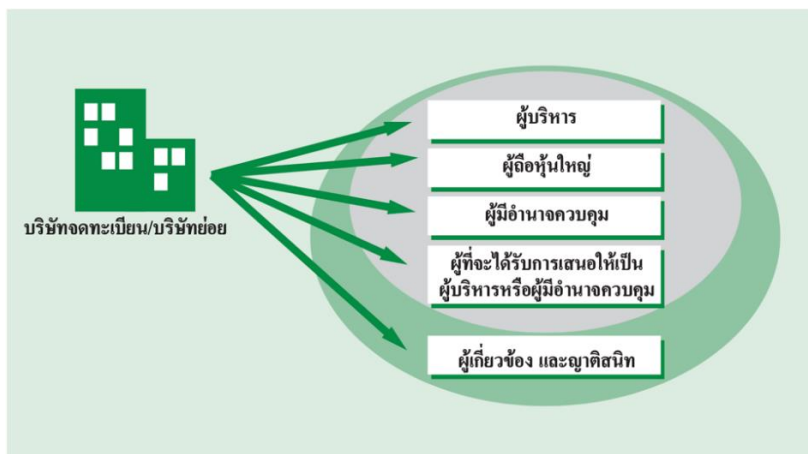 บริษัทจดทะเบียน/บริษัทย่อย
ผู้บริหาร
ผู้ถือหุ้นใหญ่
ผู้มีอำนาจควบคุม
ผู้ที่จะได้รับการเสนอให้เป็น
ผู้บริหารหรือผู้มีอำนาจควบคุม
ผู้เกี่ยวข้อง และญาติสนิท